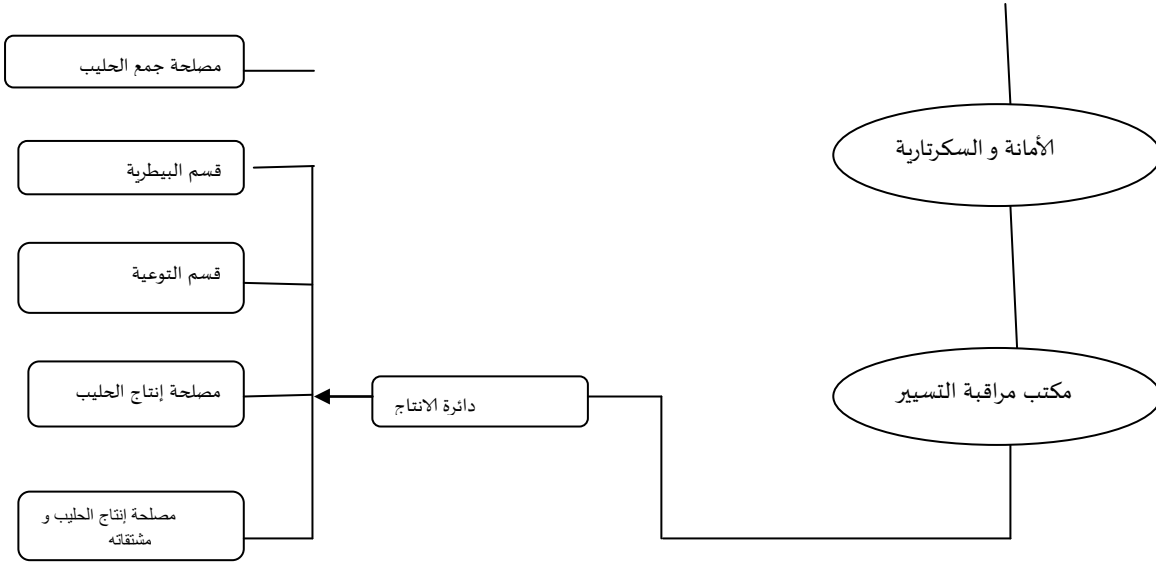 مصلحة جمع الحليب
الأمانة و السكرتارية
قسم البيطرية
قسم التوعية
مكتب مراقبة التسيير
دائرة الانتاج
مصلحة إنتاج الحليب
مصلحة إنتاج الحليب و
مشتقاته